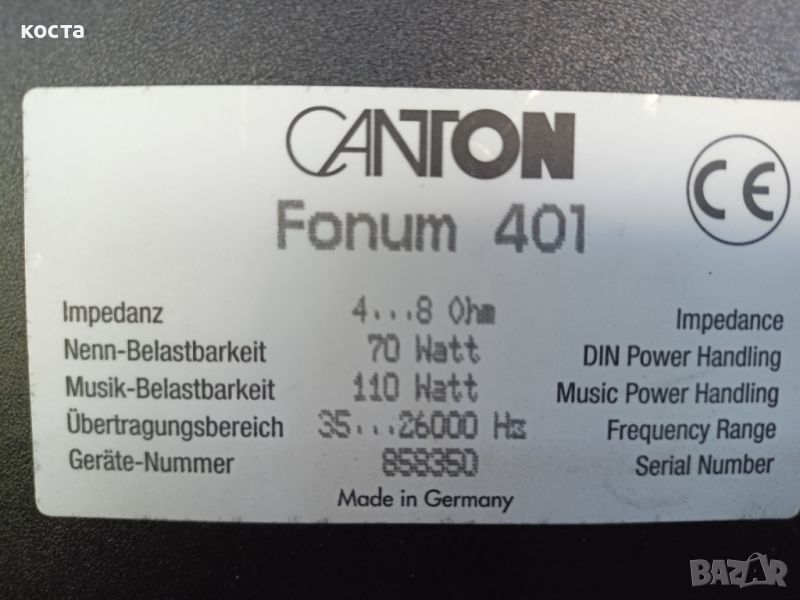 коста
CANTON
CE
Fonum 401
Impedanz 4...8 Ohm Impedance
Nenn-Belastbarkeit 70 Watt DIN Power Handling
Musik-Belastbarkeit 110 Watt Music Power Handling
Übertragungsbereich 35...26000 Hz Frequency Range
Geräte-Nummer 858350 Serial Number
Made in Germany
BAZAR